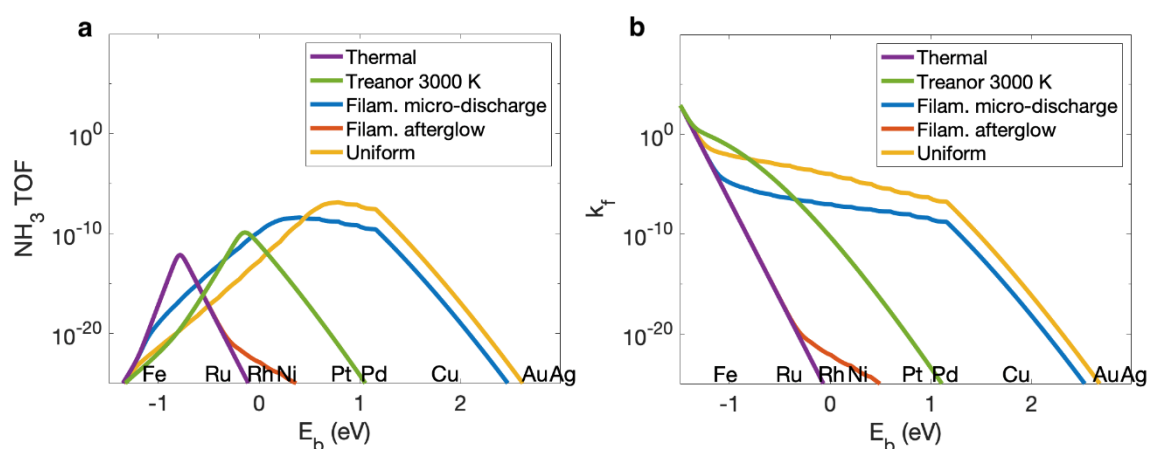 a
NH3 TOF
10^0
10^-10
10^-20
Thermal
Treanor 3000 K
Filam. micro-discharge
Filam. afterglow
Uniform
Fe Ru Rh Ni Pt Pd Cu Au Ag
-1 0 1 2
E_b (eV)
b
k_f
10^0
10^-10
10^-20
Thermal
Treanor 3000 K
Filam. micro-discharge
Filam. afterglow
Uniform
Fe Ru Rh Ni Pt Pd Cu Au Ag
-1 0 1 2
E_b (eV)